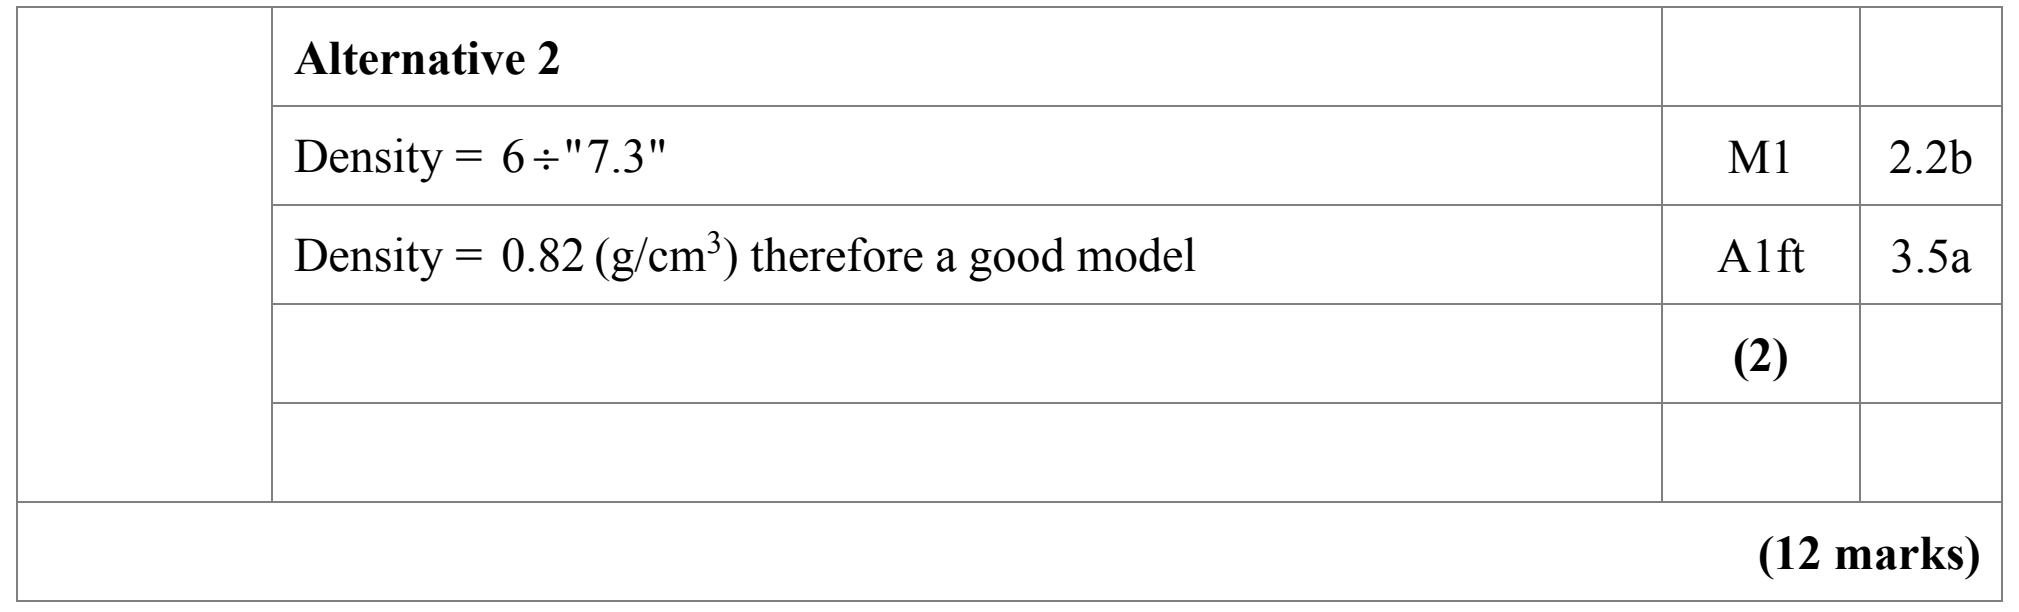 Alternative 2
Density = 6 ÷ "7.3" M1 2.2b
Density = 0.82 (g/cm³) therefore a good model A1ft 3.5a
(2)
(12 marks)